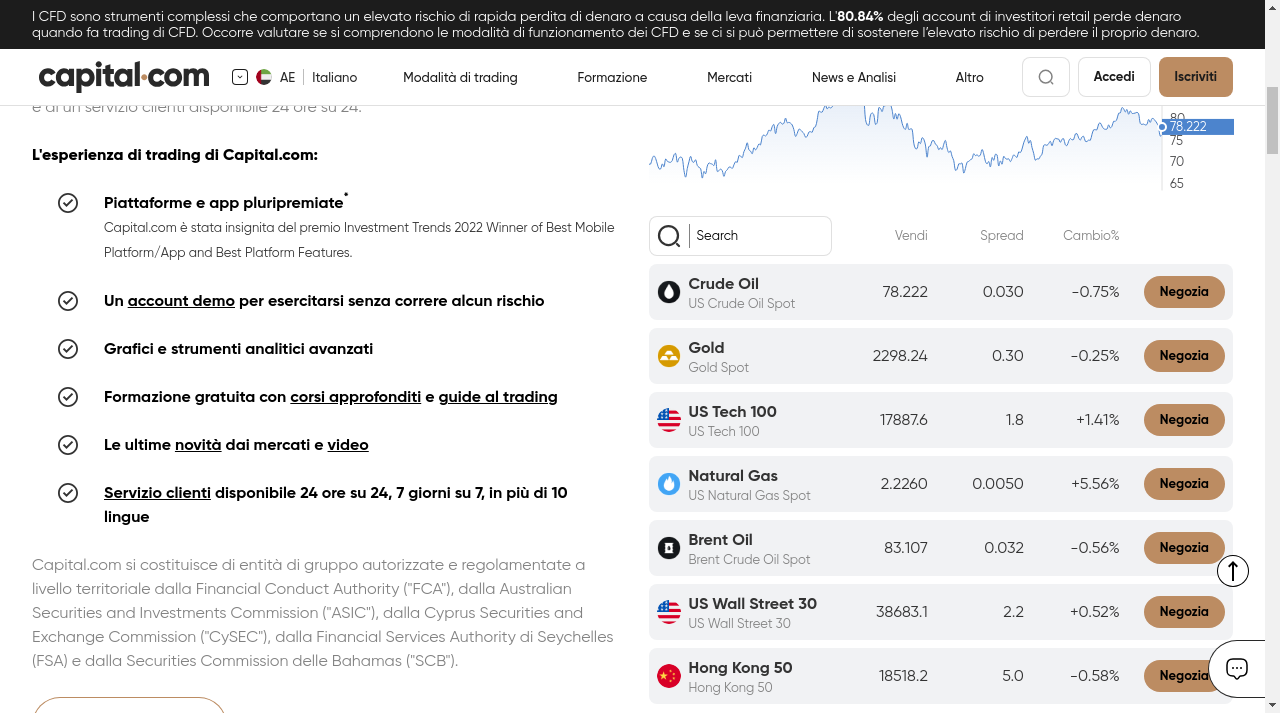 I CFD sono strumenti complessi che comportano un elevato rischio di rapida perdita di denaro a causa della leva finanziaria. L'80.84% degli account di investitori retail perde denaro
quando fa trading di CFD. Occorre valutare se si comprendono le modalità di funzionamento dei CFD e se ci si può permettere di sostenere l'elevato rischio di perdere il proprio denaro.
capital.com
AE
Italiano
Modalità di trading
Formazione
Mercati
News e Analisi
Altro
Accedi
Iscriviti
e di un servizio clienti disponibile 24 ore su 24.
L'esperienza di trading di Capital.com:
Piattaforme e app pluripremiate*
Capital.com è stata insignita del premio Investment Trends 2022 Winner of Best Mobile
Platform/App and Best Platform Features.
Un account demo per esercitarsi senza correre alcun rischio
Grafici e strumenti analitici avanzati
Formazione gratuita con corsi approfonditi e guide al trading
Le ultime novità dai mercati e video
Servizio clienti disponibile 24 ore su 24, 7 giorni su 7, in più di 10
lingue
Capital.com si costituisce di entità di gruppo autorizzate e regolamentate a
livello territoriale dalla Financial Conduct Authority ("FCA"), dalla Australian
Securities and Investments Commission ("ASIC"), dalla Cyprus Securities and
Exchange Commission ("CySEC"), dalla Financial Services Authority di Seychelles
(FSA) e dalla Securities Commission delle Bahamas ("SCB").
80
78.222
75
70
65
Search
Vendi
Spread
Cambio%
Crude Oil
US Crude Oil Spot
78.222
0.030
-0.75%
Negozia
Gold
Gold Spot
2298.24
0.30
-0.25%
Negozia
US Tech 100
US Tech 100
17887.6
1.8
+1.41%
Negozia
Natural Gas
US Natural Gas Spot
2.2260
0.0050
+5.56%
Negozia
Brent Oil
Brent Crude Oil Spot
83.107
0.032
-0.56%
Negozia
US Wall Street 30
US Wall Street 30
38683.1
2.2
+0.52%
Negozia
Hong Kong 50
Hong Kong 50
18518.2
5.0
-0.58%
Negozia